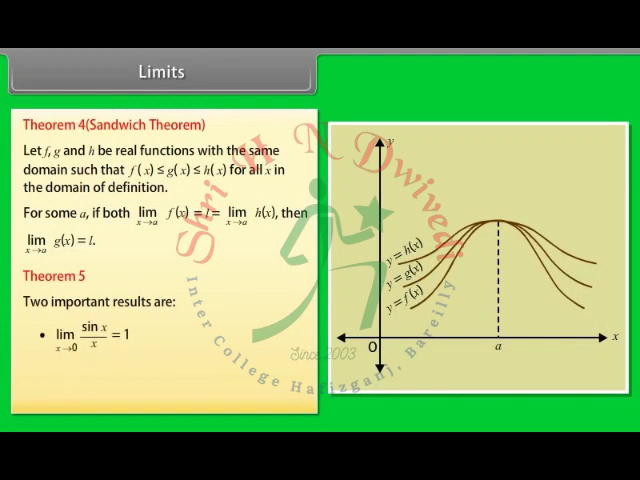 Limits
Theorem 4(Sandwich Theorem)
Let f, g and h be real functions with the same
domain such that f(x) ≤ g(x) ≤ h(x) for all x in
the domain of definition.
For some a, if both lim x→a f(x) = l = lim x→a h(x), then
lim x→a g(x) = l.
Theorem 5
Two important results are:
• lim x→0 sin x / x = 1
y
y = h(x)
y = g(x)
y = f(x)
O
a
x
Shri H N Dwivedi
Inter College Hafizganj, Bareilly
Since 2003